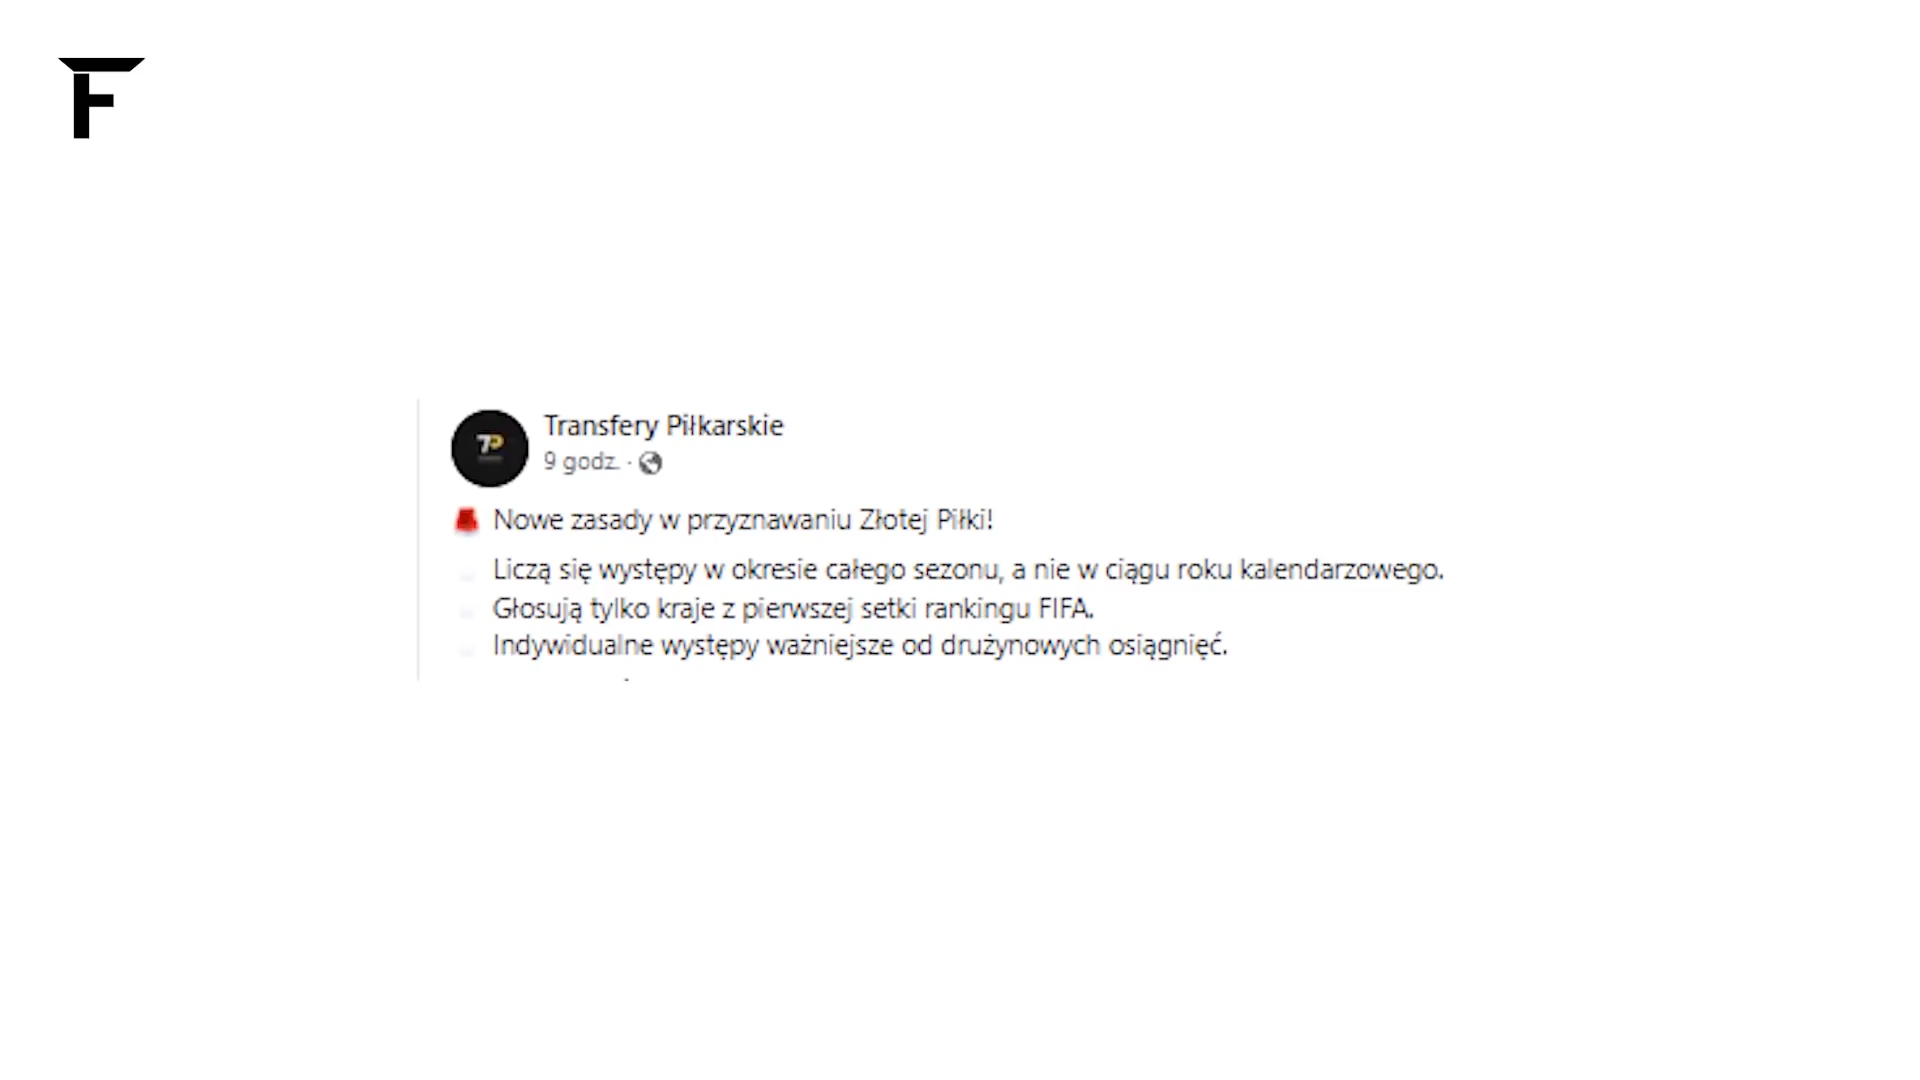 F
Transfery Piłkarskie
9 godz. ·
Nowe zasady w przyznawaniu Złotej Piłki!
Liczą się występy w okresie całego sezonu, a nie w ciągu roku kalendarzowego.
Głosują tylko kraje z pierwszej setki rankingu FIFA.
Indywidualne występy ważniejsze od drużynowych osiągnięć.